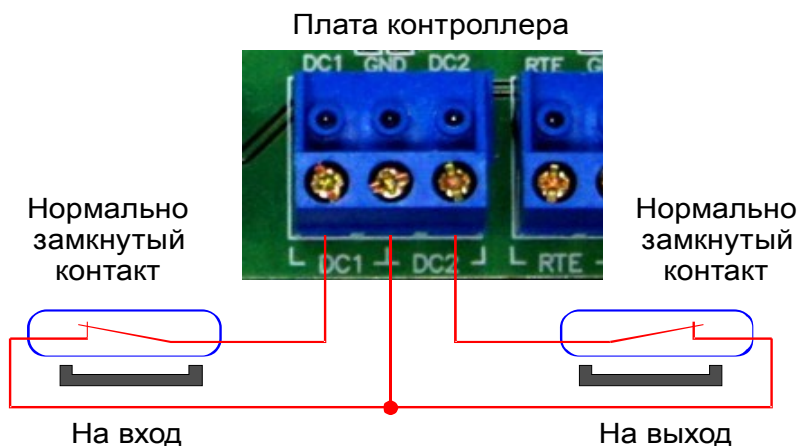 Плата контроллера
DC1 GND DC2 RTE G
DC1 DC2 RTE
Нормально
замкнутый
контакт
Нормально
замкнутый
контакт
На вход
На выход